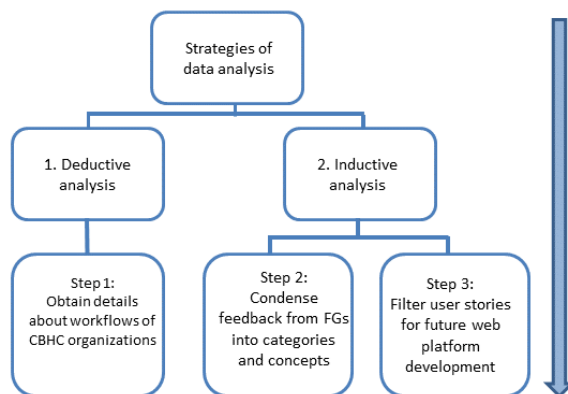 Strategies of
data analysis
1. Deductive
analysis
2. Inductive
analysis
Step 1:
Obtain details
about workflows of
CBHC organizations
Step 2:
Condense
feedback from FGs
into categories
and concepts
Step 3:
Filter user stories
for future web
platform
development